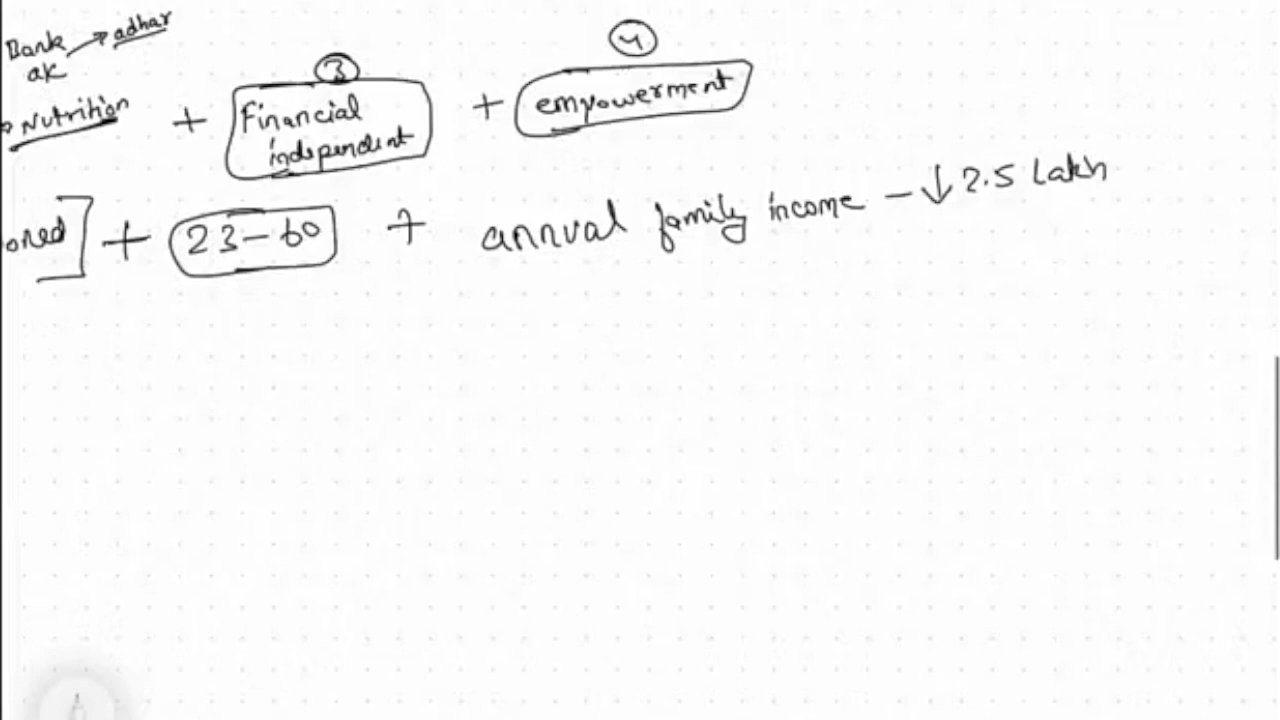 Bank → adhar
ak
Nutrition + ③ Financial independent + ④ empowerment
oned] + 23-60 + annual family income - ↓ 2.5 Lakh